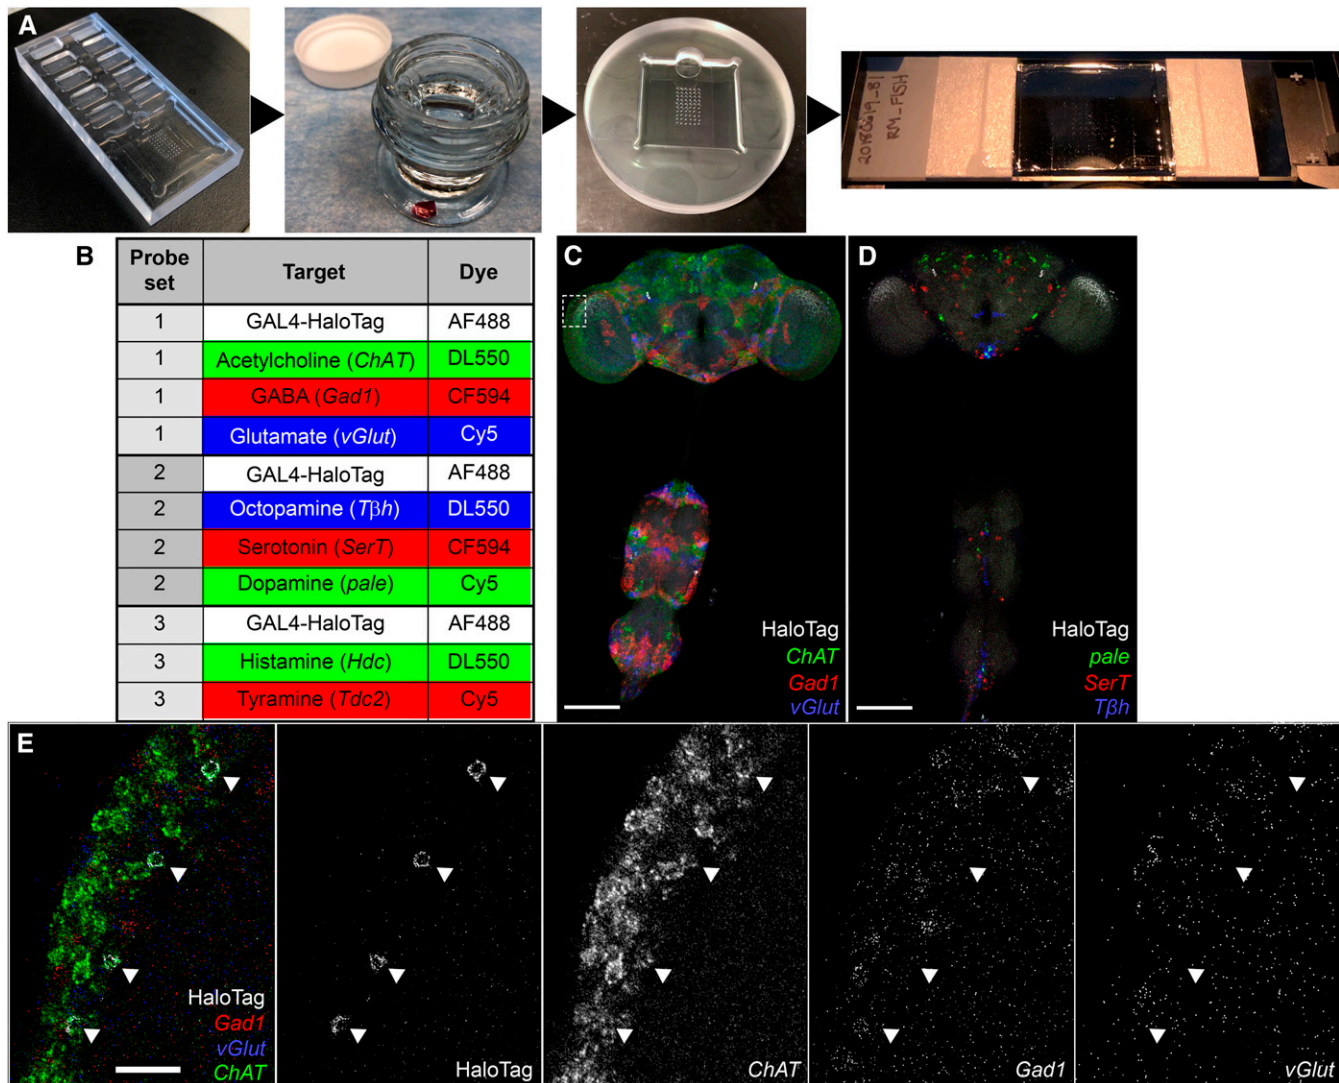 A
20180619_81
RM_FISH
B
Probe set
Target
Dye
1
GAL4-HaloTag
AF488
1
Acetylcholine (ChAT)
DL550
1
GABA (Gad1)
CF594
1
Glutamate (vGlut)
Cy5
2
GAL4-HaloTag
AF488
2
Octopamine (Tβh)
DL550
2
Serotonin (SerT)
CF594
2
Dopamine (pale)
Cy5
3
GAL4-HaloTag
AF488
3
Histamine (Hdc)
DL550
3
Tyramine (Tdc2)
Cy5
C
HaloTag
ChAT
Gad1
vGlut
D
HaloTag
pale
SerT
Tβh
E
HaloTag
Gad1
vGlut
ChAT
HaloTag
ChAT
Gad1
vGlut